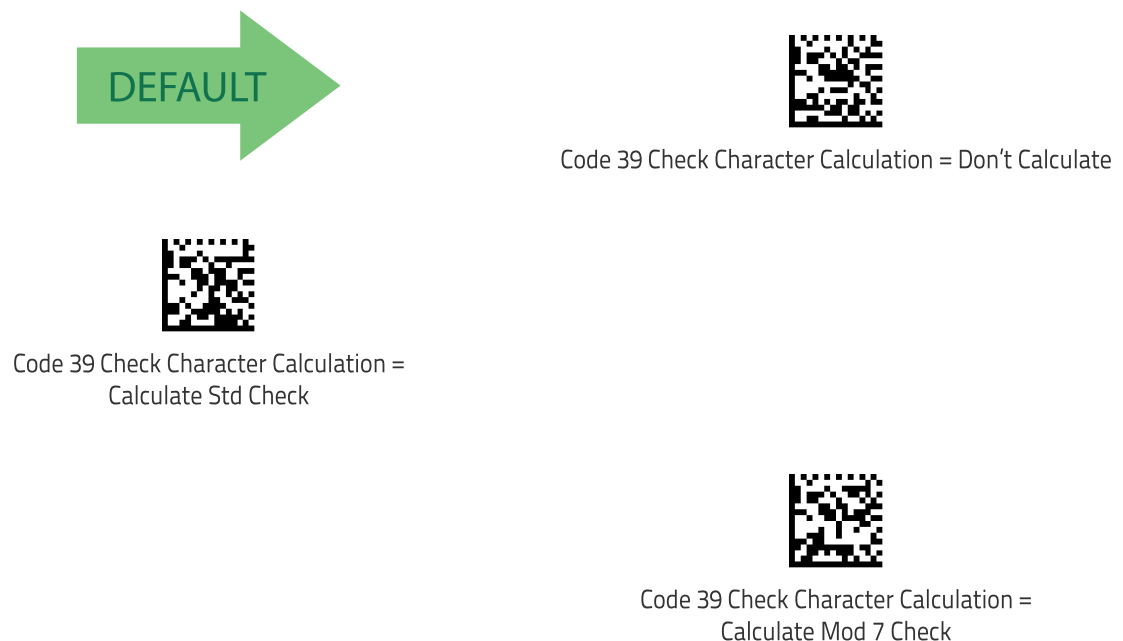 DEFAULT
Code 39 Check Character Calculation = Don't Calculate
Code 39 Check Character Calculation =
Calculate Std Check
Code 39 Check Character Calculation =
Calculate Mod 7 Check